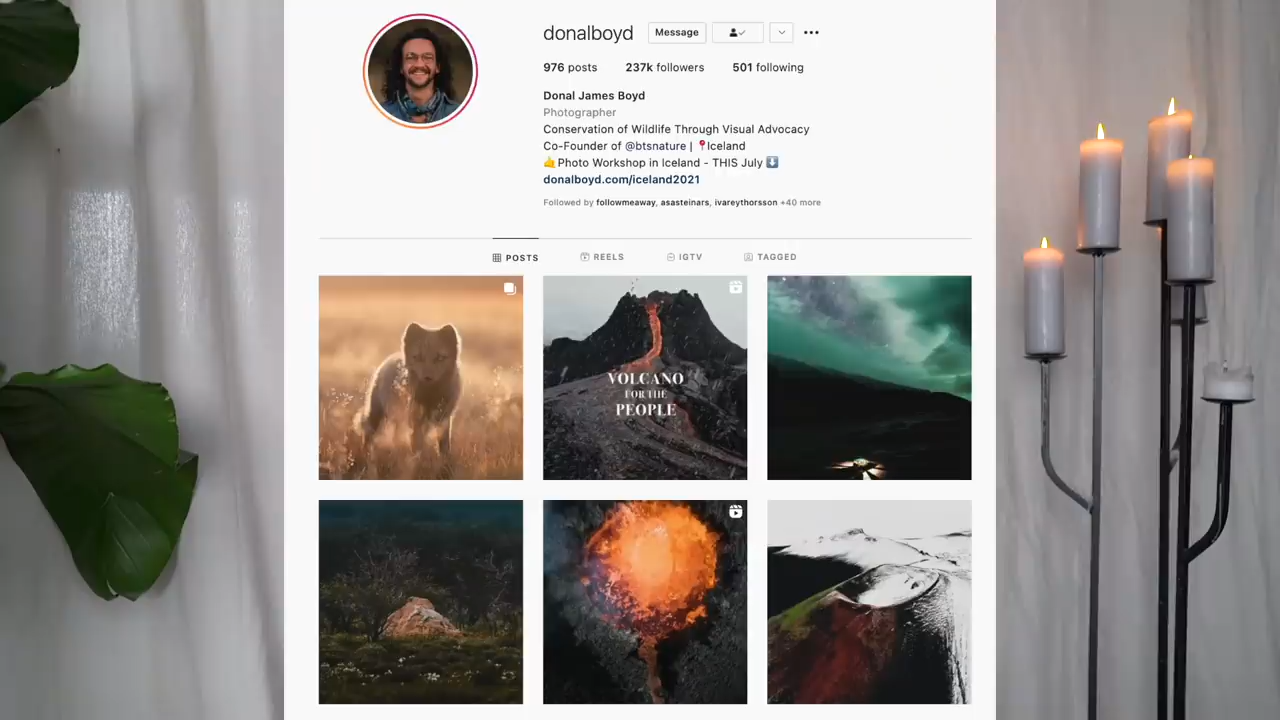 donalboyd Message
976 posts 237k followers 501 following
Donal James Boyd
Photographer
Conservation of Wildlife Through Visual Advocacy
Co-Founder of @btsnature | 📍Iceland
🤙Photo Workshop in Iceland - THIS July ⬇️
donalboyd.com/iceland2021
Followed by followmeaway, asasteinars, ivareythorsson +40 more
POSTS REELS IGTV TAGGED
VOLCANO
FOR THE
PEOPLE